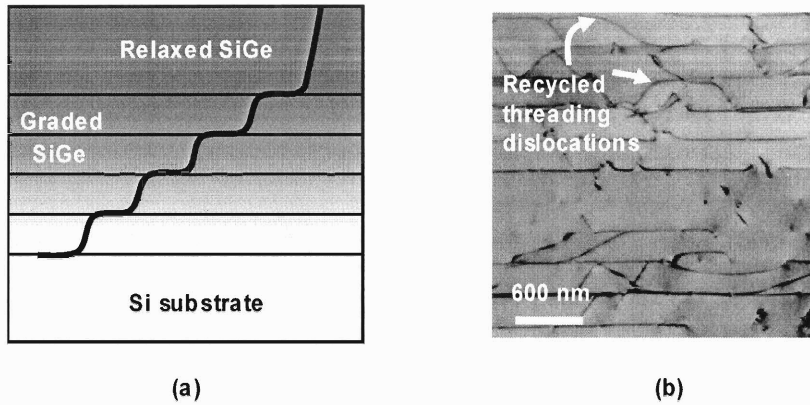 Relaxed SiGe
Graded
SiGe
Si substrate
(a)
Recycled
threading
dislocations
600 nm
(b)